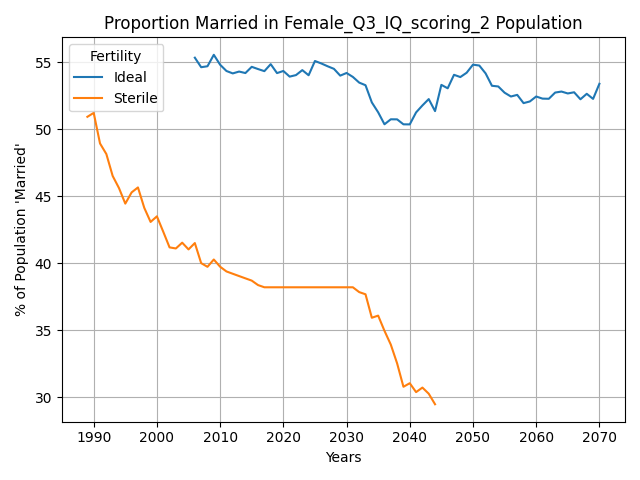 Proportion Married in Female_Q3_IQ_scoring_2 Population
Fertility
Ideal
Sterile
% of Population 'Married'
55
50
45
40
35
30
1990 2000 2010 2020 2030 2040 2050 2060 2070
Years